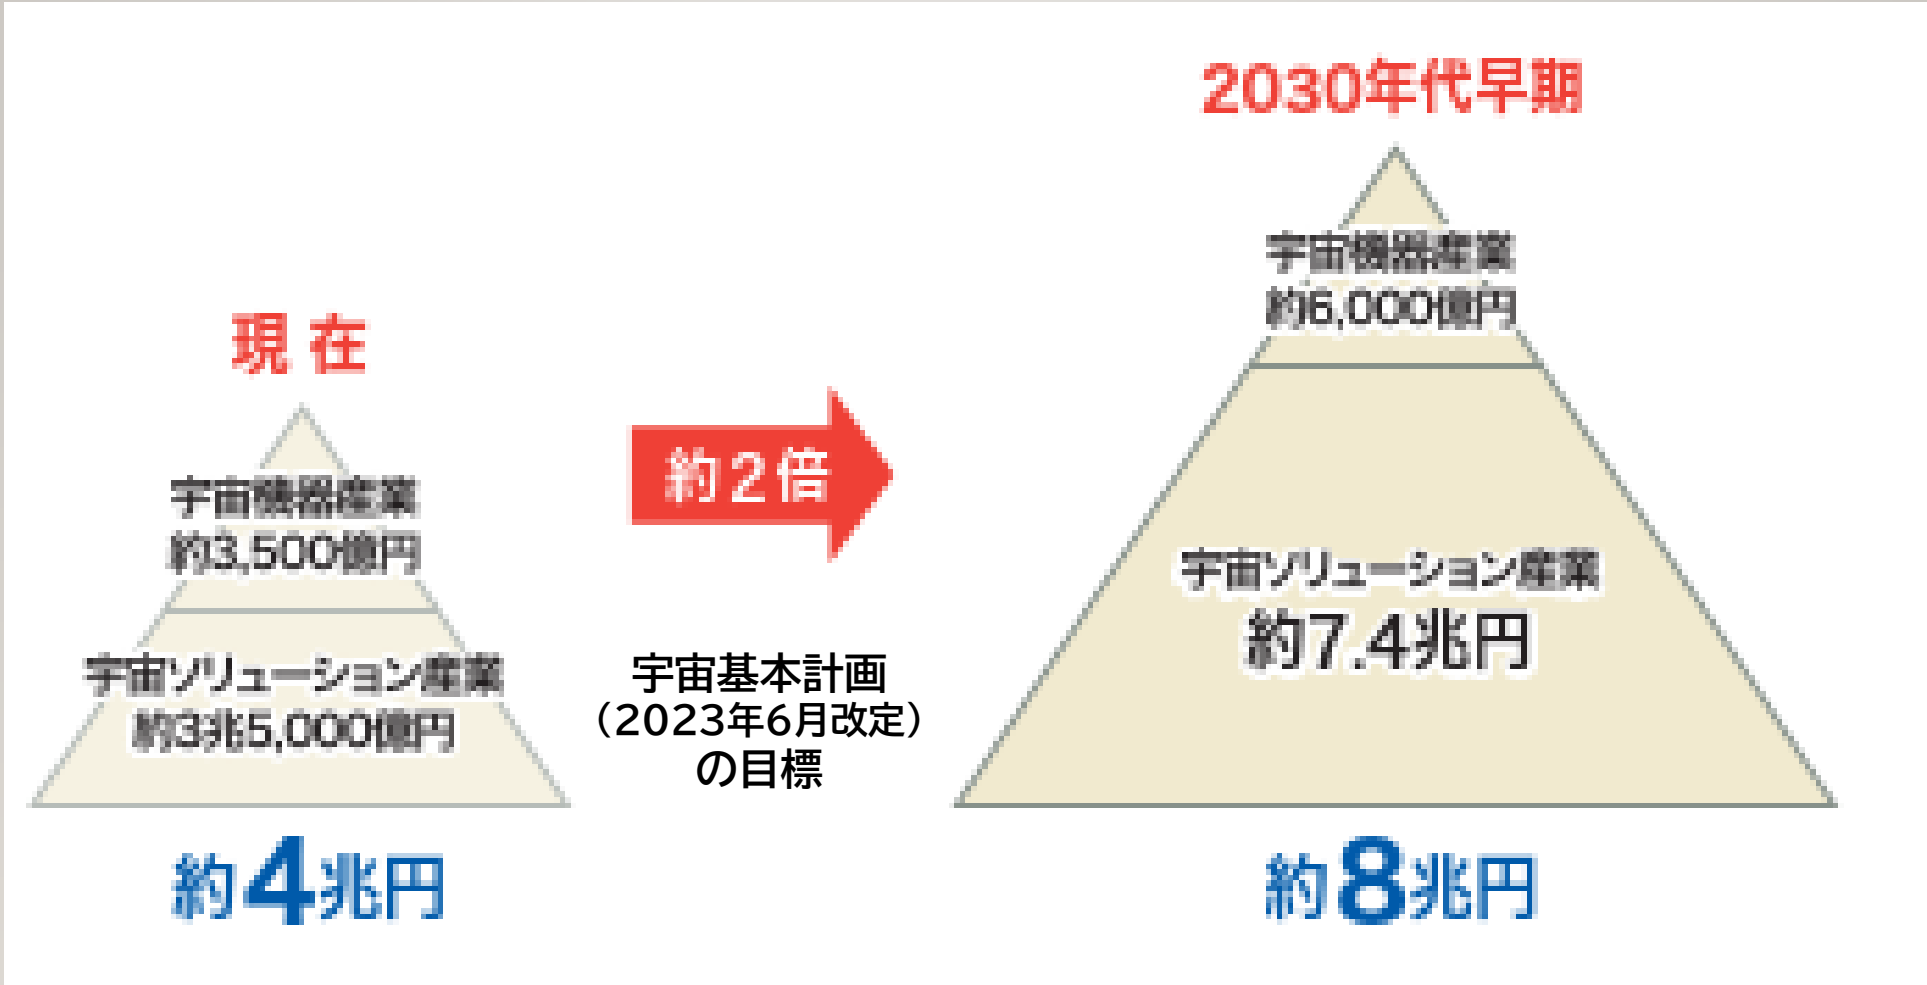 現在
宇宙機器産業
約3,500億円
宇宙ソリューション産業
約3兆5,000億円
約4兆円
約2倍
宇宙基本計画
（2023年6月改定）
の目標
2030年代早期
宇宙機器産業
約6,000億円
宇宙ソリューション産業
約7.4兆円
約8兆円